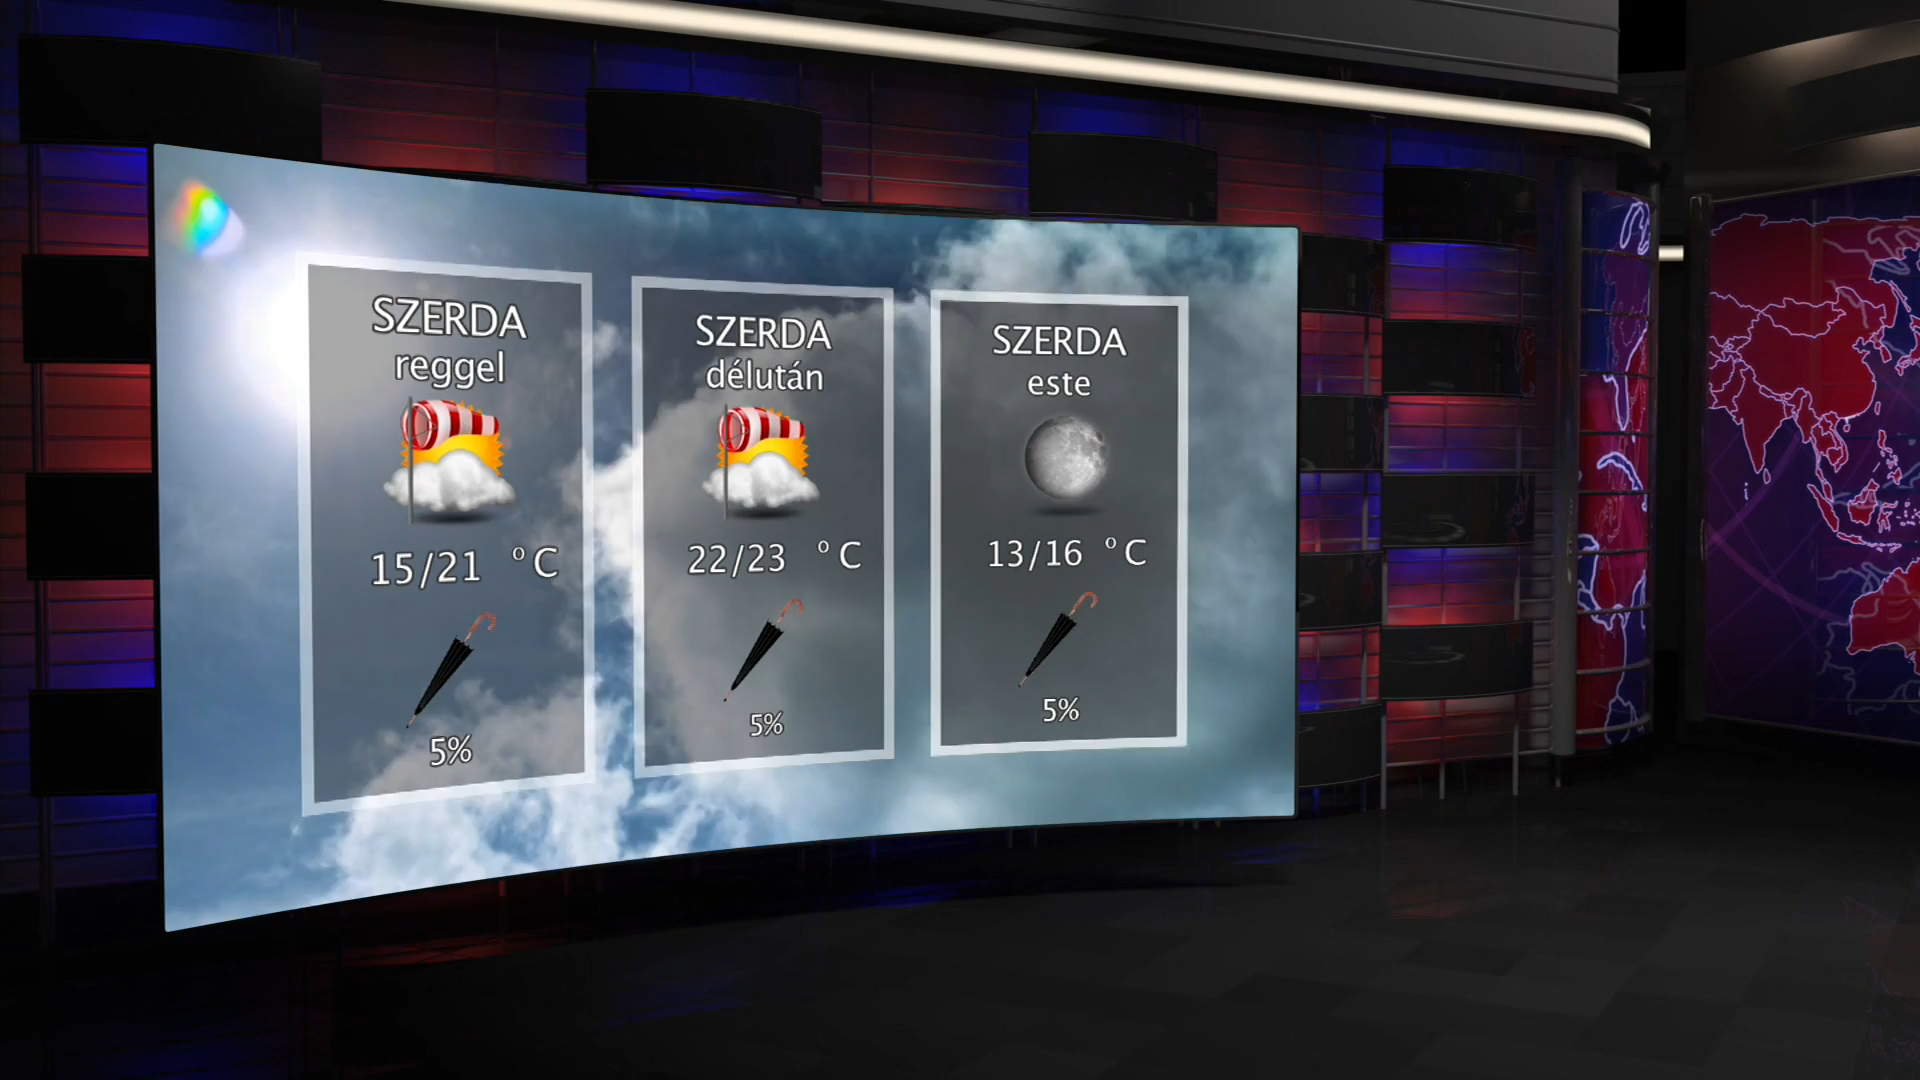 SZERDA
reggel
15/21 °C
5%
SZERDA
délután
22/23 °C
5%
SZERDA
este
13/16 °C
5%